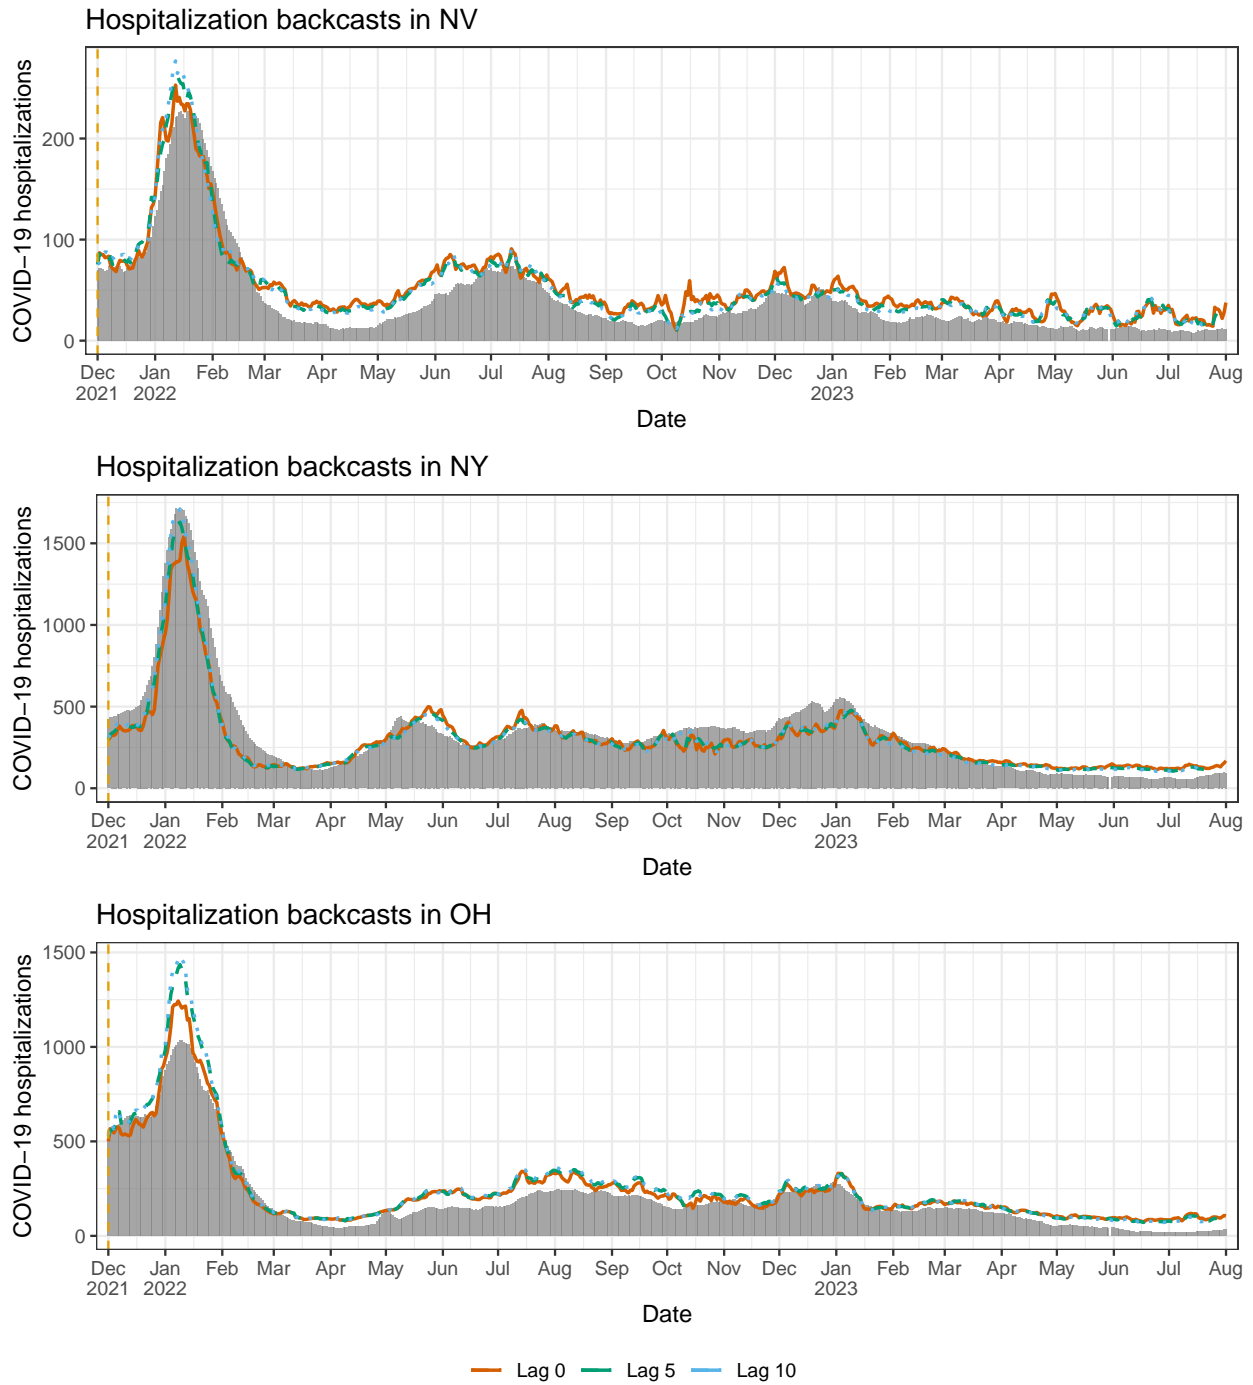 Hospitalization backcasts in NV
COVID−19 hospitalizations
200
100
0
Dec Jan Feb Mar Apr May Jun Jul Aug Sep Oct Nov Dec Jan Feb Mar Apr May Jun Jul Aug
2021 2022 2023
Date
Hospitalization backcasts in NY
COVID−19 hospitalizations
1500
1000
500
0
Dec Jan Feb Mar Apr May Jun Jul Aug Sep Oct Nov Dec Jan Feb Mar Apr May Jun Jul Aug
2021 2022 2023
Date
Hospitalization backcasts in OH
COVID−19 hospitalizations
1500
1000
500
0
Dec Jan Feb Mar Apr May Jun Jul Aug Sep Oct Nov Dec Jan Feb Mar Apr May Jun Jul Aug
2021 2022 2023
Date
Lag 0 Lag 5 Lag 10